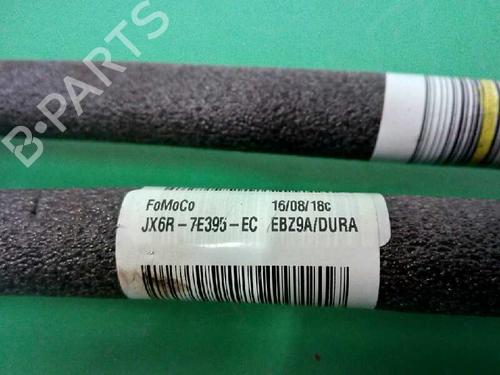 B-PARTS
FoMoCo 16/08/18c
JX6R-7E395-EC /EBZ9A/DURA